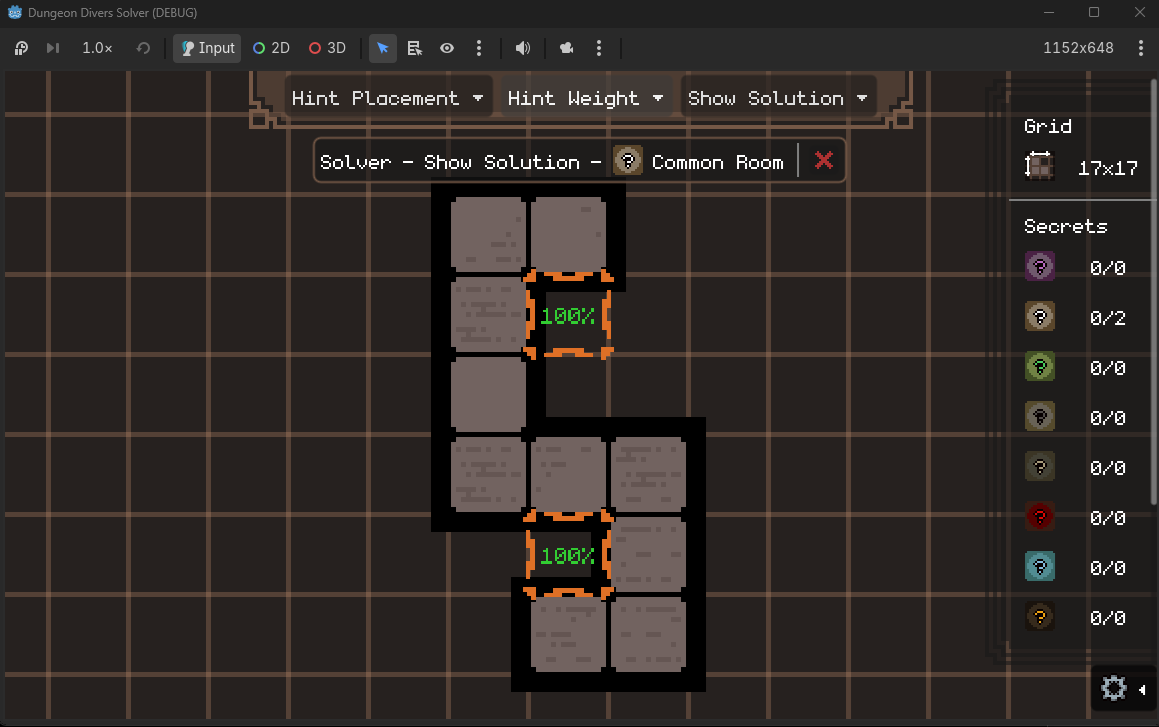 Dungeon Divers Solver (DEBUG)
1.0× Input 2D 3D 1152x648
Hint Placement Hint Weight Show Solution
Solver - Show Solution - ? Common Room
Grid
17x17
Secrets
? 0/0
? 0/2
? 0/0
? 0/0
? 0/0
? 0/0
? 0/0
? 0/0
100%
100%